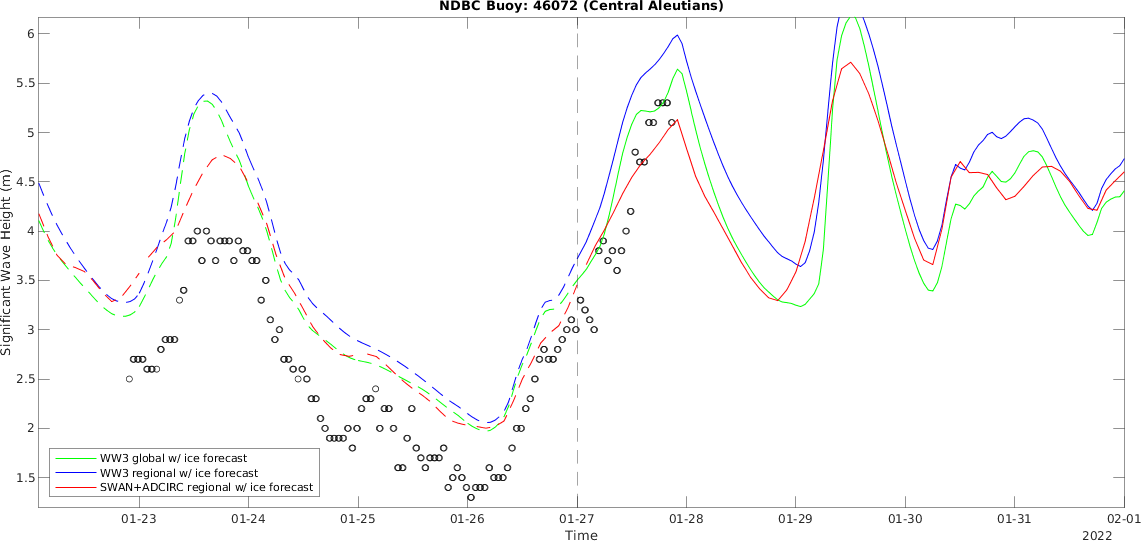 NDBC Buoy: 46072 (Central Aleutians)
6
5.5
5
4.5
4
3.5
3
2.5
2
1.5
Significant Wave Height (m)
WW3 global w/ ice forecast
WW3 regional w/ ice forecast
SWAN+ADCIRC regional w/ ice forecast
01-23 01-24 01-25 01-26 01-27 01-28 01-29 01-30 01-31 02-01
Time 2022